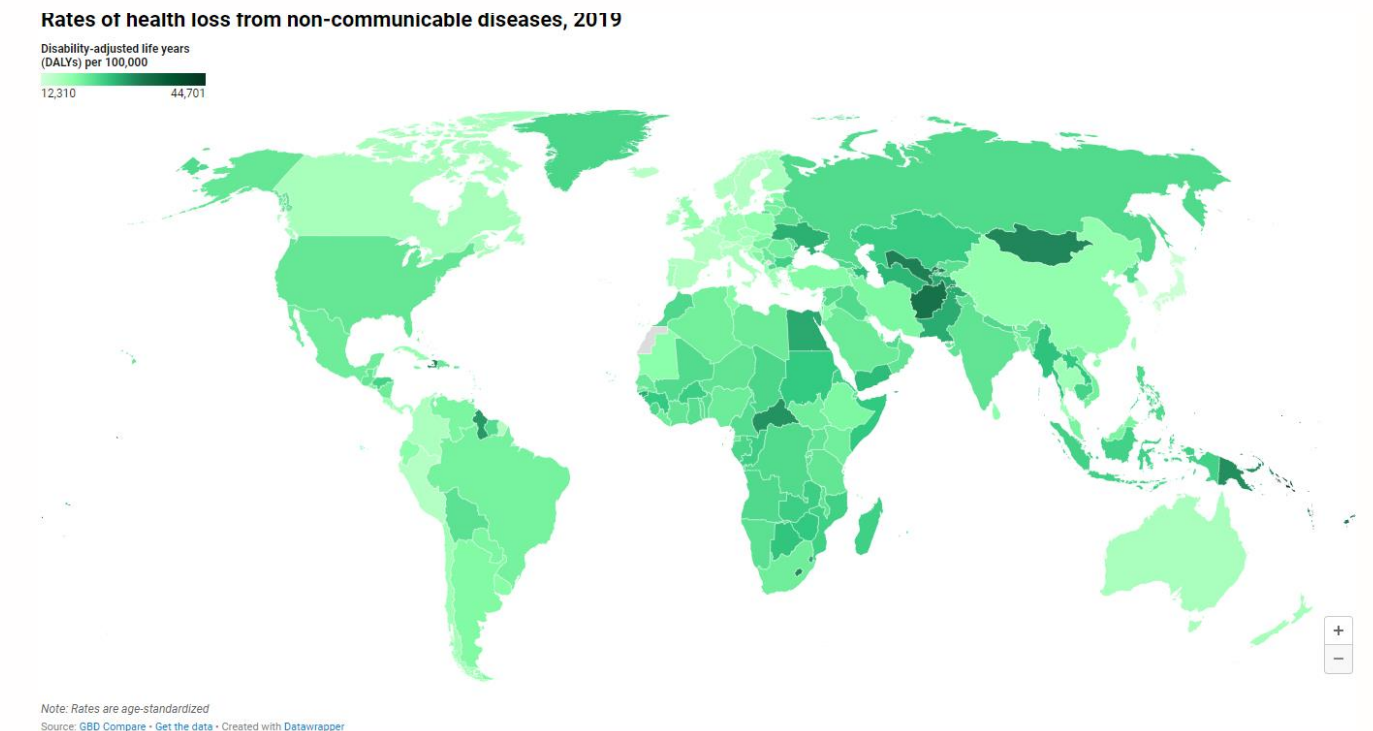 Rates of health loss from non-communicable diseases, 2019
Disability-adjusted life years
(DALYs) per 100,000
12,310 44,701
+
−
Note: Rates are age-standardized
Source: GBD Compare • Get the data • Created with Datawrapper